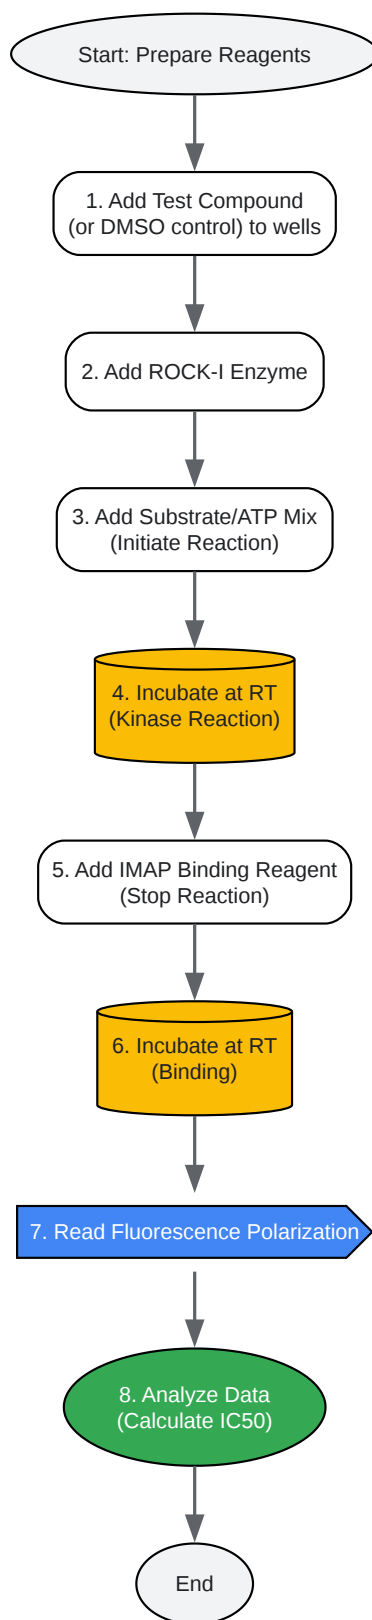 Start: Prepare Reagents
1. Add Test Compound
(or DMSO control) to wells
2. Add ROCK-I Enzyme
3. Add Substrate/ATP Mix
(Initiate Reaction)
4. Incubate at RT
(Kinase Reaction)
5. Add IMAP Binding Reagent
(Stop Reaction)
6. Incubate at RT
(Binding)
7. Read Fluorescence Polarization
8. Analyze Data
(Calculate IC50)
End